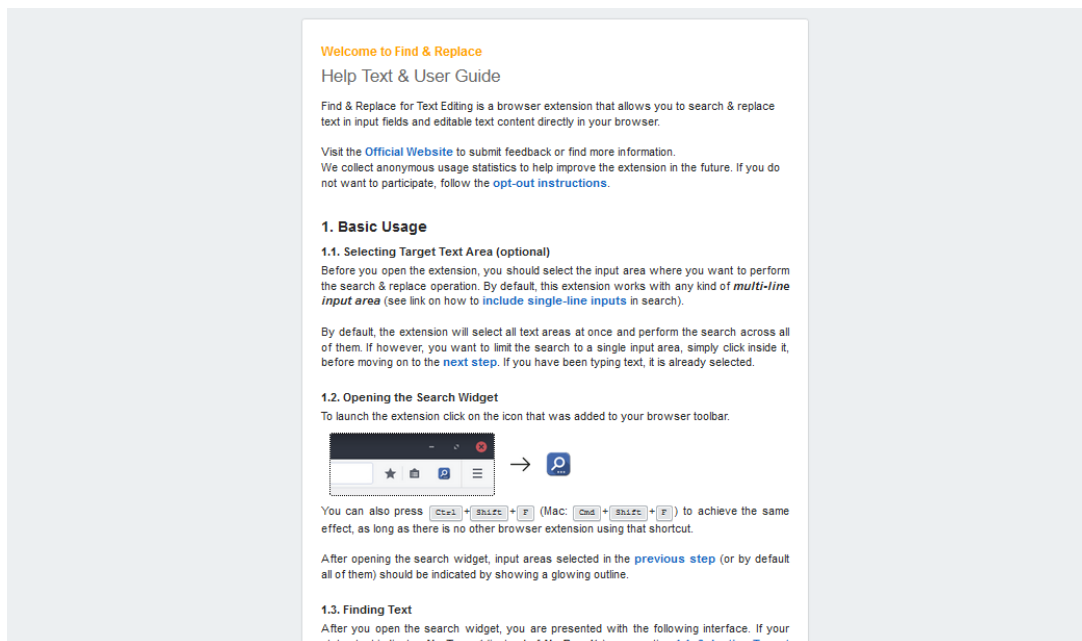 Welcome to Find & Replace
Help Text & User Guide
Find & Replace for Text Editing is a browser extension that allows you to search & replace
text in input fields and editable text content directly in your browser.
Visit the Official Website to submit feedback or find more information.
We collect anonymous usage statistics to help improve the extension in the future. If you do
not want to participate, follow the opt-out instructions.
1. Basic Usage
1.1. Selecting Target Text Area (optional)
Before you open the extension, you should select the input area where you want to perform
the search & replace operation. By default, this extension works with any kind of multi-line
input area (see link on how to include single-line inputs in search).
By default, the extension will select all text areas at once and perform the search across all
of them. If however, you want to limit the search to a single input area, simply click inside it,
before moving on to the next step. If you have been typing text, it is already selected.
1.2. Opening the Search Widget
To launch the extension click on the icon that was added to your browser toolbar.
You can also press Ctrl+Shift+F (Mac: Cmd+Shift+F) to achieve the same
effect, as long as there is no other browser extension using that shortcut.
After opening the search widget, input areas selected in the previous step (or by default
all of them) should be indicated by showing a glowing outline.
1.3. Finding Text
After you open the search widget, you are presented with the following interface. If your